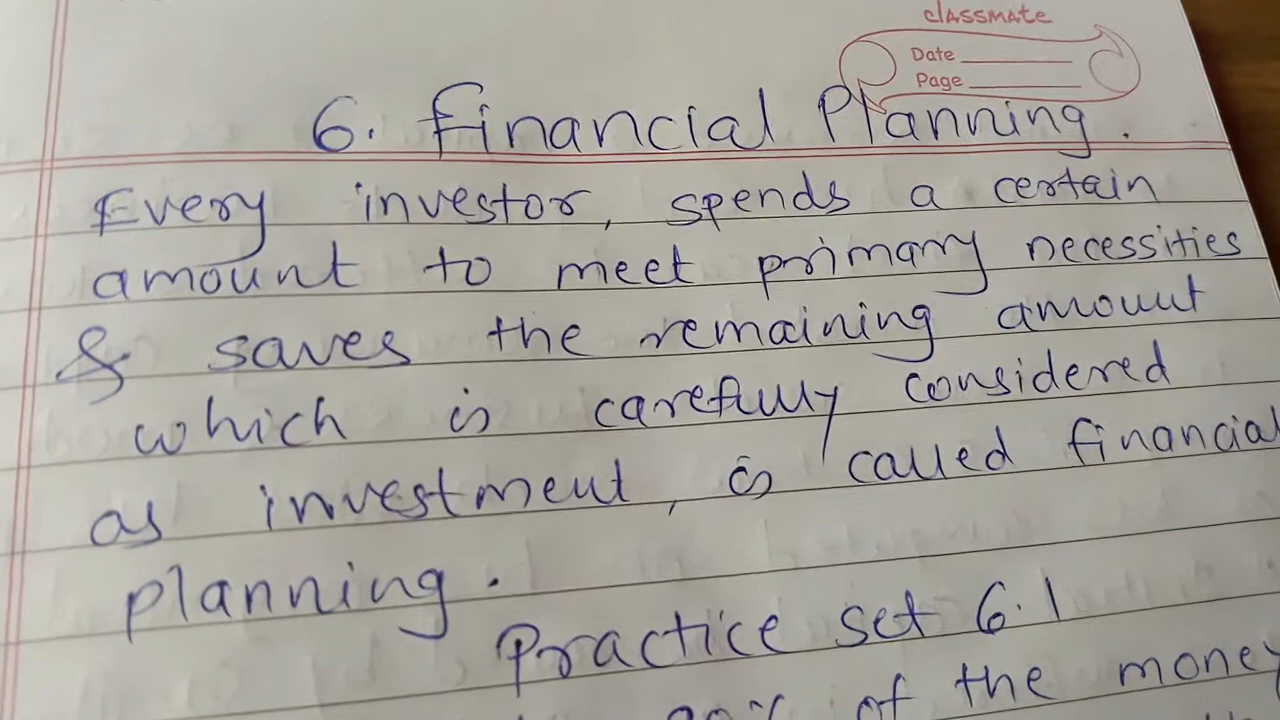 classmate
Date
Page
6. Financial Planning.
Every investor, spends a certain
amount to meet primary necessities
& saves the remaining amount
which is carefully considered
as investment, is called financial
planning.
Practice set 6.1
of the money